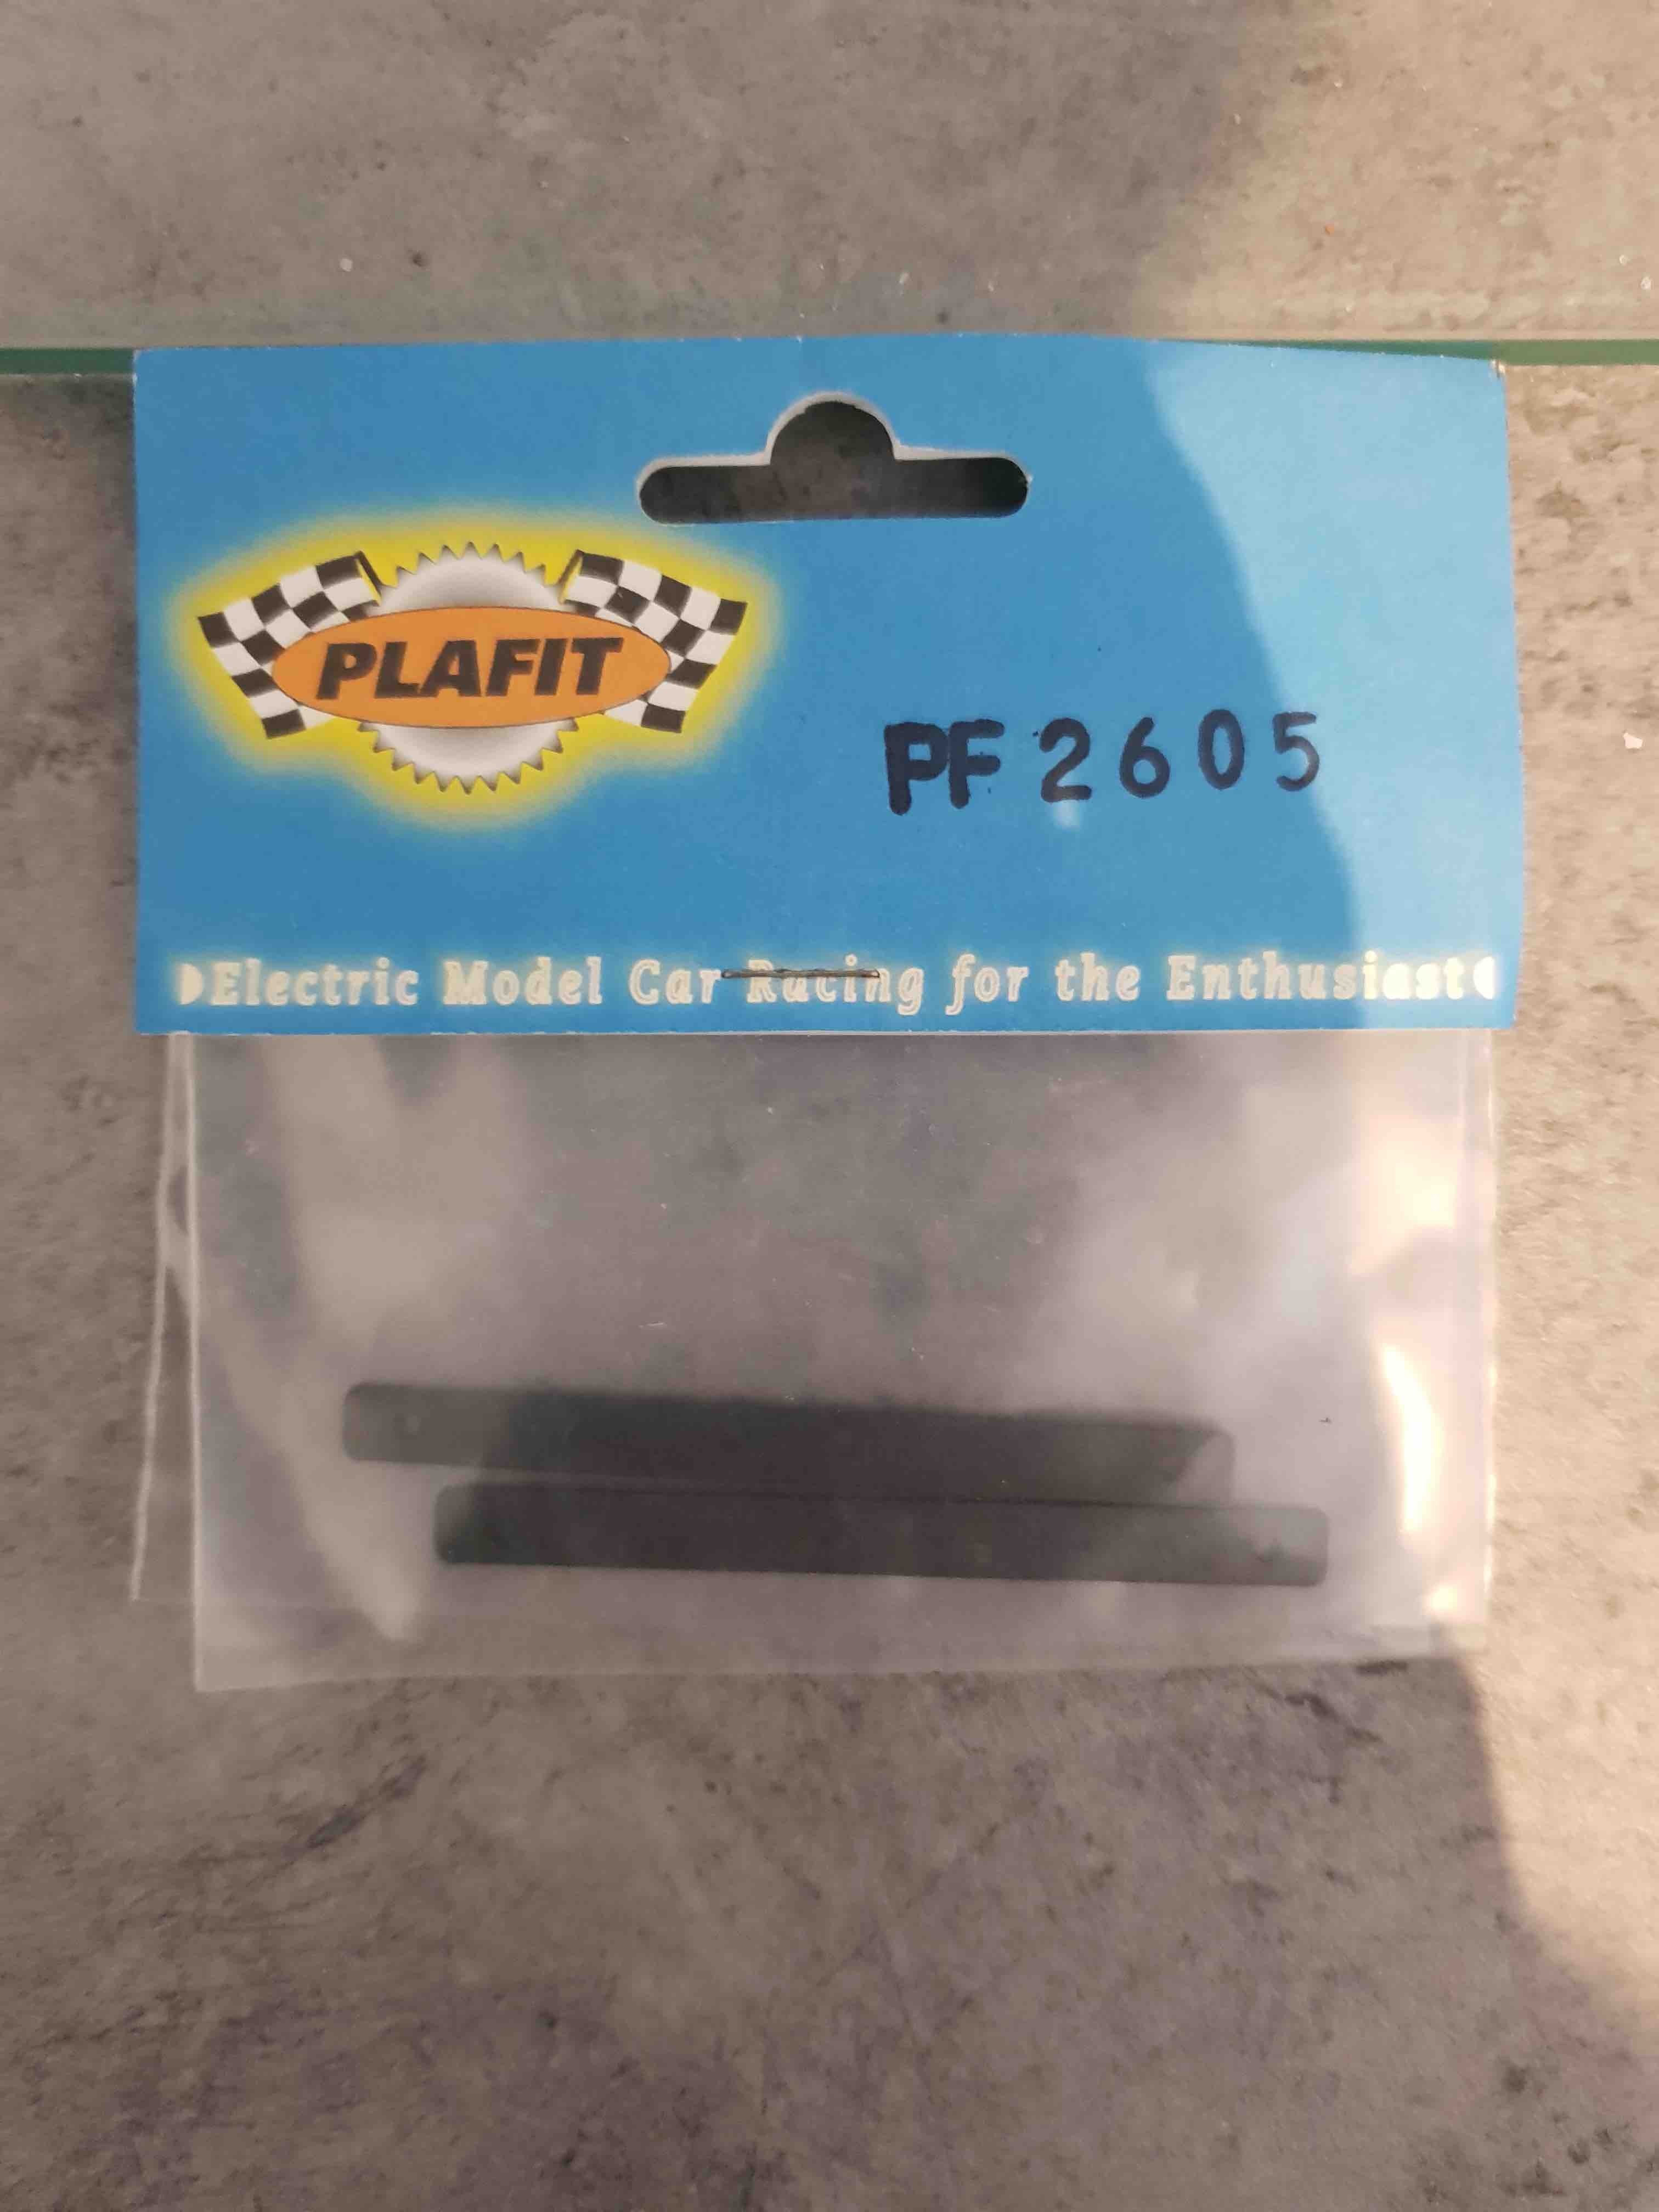 PLAFIT
PF 2605
Electric Model Car Racing for the Enthusiast